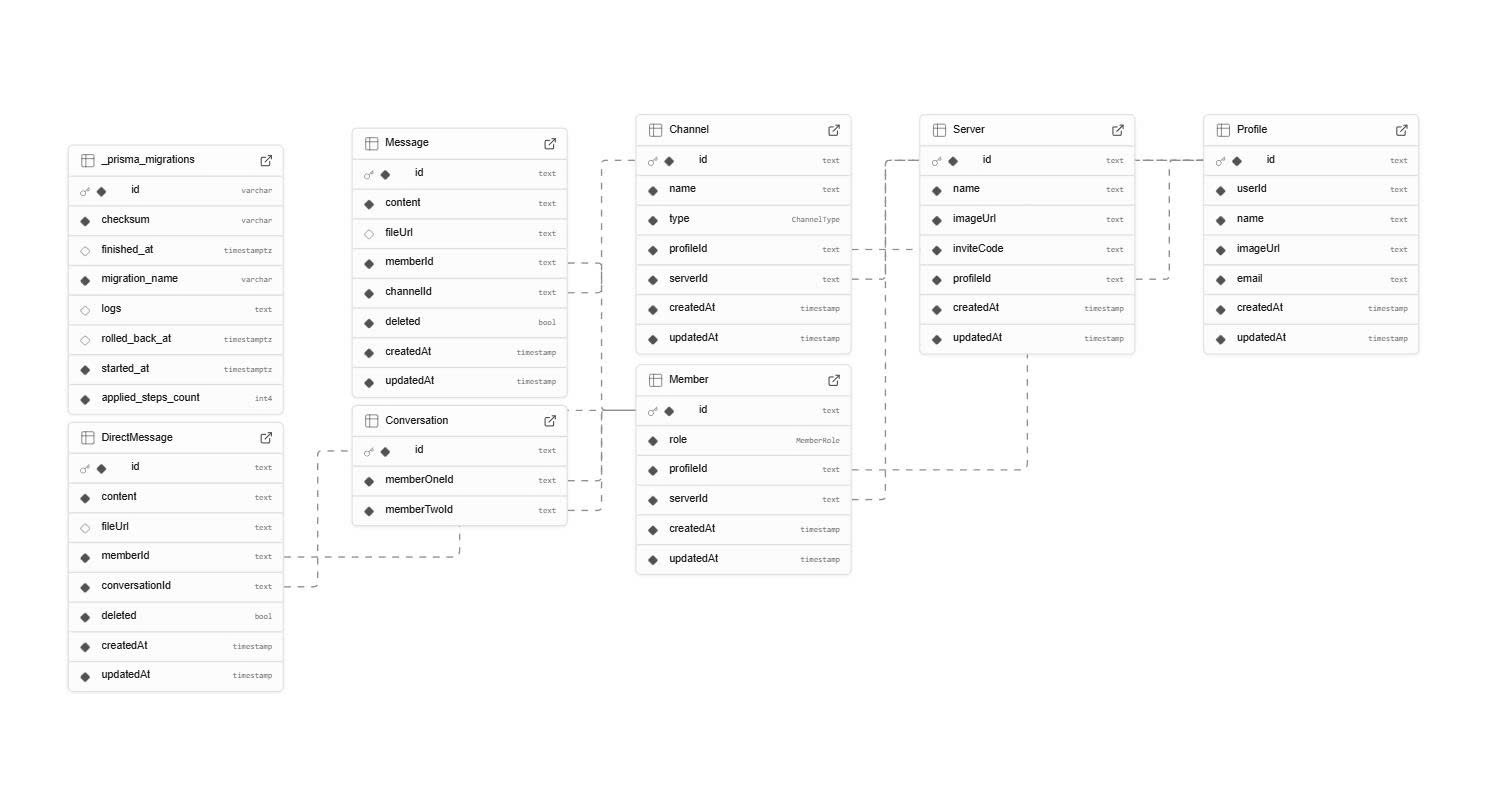 _prisma_migrations
id varchar
checksum varchar
finished_at timestamptz
migration_name varchar
logs text
rolled_back_at timestamptz
started_at timestamptz
applied_steps_count int4
DirectMessage
id text
content text
fileUrl text
memberId text
conversationId text
deleted bool
createdAt timestamp
updatedAt timestamp
Message
id text
content text
fileUrl text
memberId text
channelId text
deleted bool
createdAt timestamp
updatedAt timestamp
Conversation
id text
memberOneId text
memberTwoId text
Channel
id text
name text
type ChannelType
profileId text
serverId text
createdAt timestamp
updatedAt timestamp
Member
id text
role MemberRole
profileId text
serverId text
createdAt timestamp
updatedAt timestamp
Server
id text
name text
imageUrl text
inviteCode text
profileId text
createdAt timestamp
updatedAt timestamp
Profile
id text
userId text
name text
imageUrl text
email text
createdAt timestamp
updatedAt timestamp